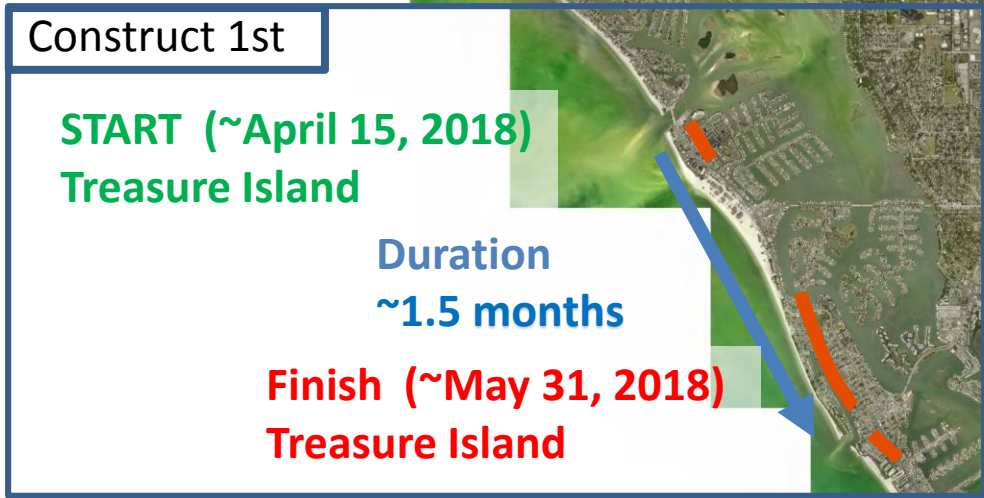 Construct 1st
START (~April 15, 2018)
Treasure Island
Duration
~1.5 months
Finish (~May 31, 2018)
Treasure Island